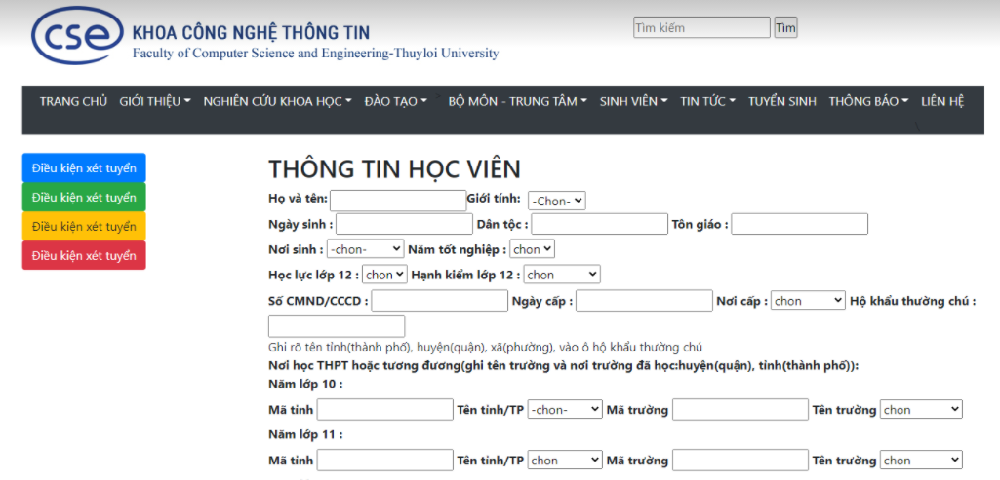 cse KHOA CÔNG NGHỆ THÔNG TIN
Faculty of Computer Science and Engineering-Thuyloi University
Tìm kiếm Tìm
TRANG CHỦ GIỚI THIỆU NGHIÊN CỨU KHOA HỌC ĐÀO TẠO BỘ MÔN - TRUNG TÂM SINH VIÊN TIN TỨC TUYỂN SINH THÔNG BÁO LIÊN HỆ
Điều kiện xét tuyển
Điều kiện xét tuyển
Điều kiện xét tuyển
Điều kiện xét tuyển
THÔNG TIN HỌC VIÊN
Họ và tên: Giới tính: -Chon-
Ngày sinh : Dân tộc : Tôn giáo :
Nơi sinh : -chon- Năm tốt nghiệp : chon
Học lực lớp 12 : chon Hạnh kiểm lớp 12 : chon
Số CMND/CCCD : Ngày cấp : Nơi cấp : chon Hộ khẩu thường chú :
Ghi rõ tên tỉnh(thành phố), huyện(quận), xã(phường), vào ô hộ khẩu thường chú
Nơi học THPT hoặc tương đương(ghi tên trường và nơi trường đã học:huyện(quận), tỉnh(thành phố)):
Năm lớp 10 :
Mã tỉnh Tên tỉnh/TP -chon- Mã trường Tên trường chon
Năm lớp 11 :
Mã tỉnh Tên tỉnh/TP chon Mã trường Tên trường chon